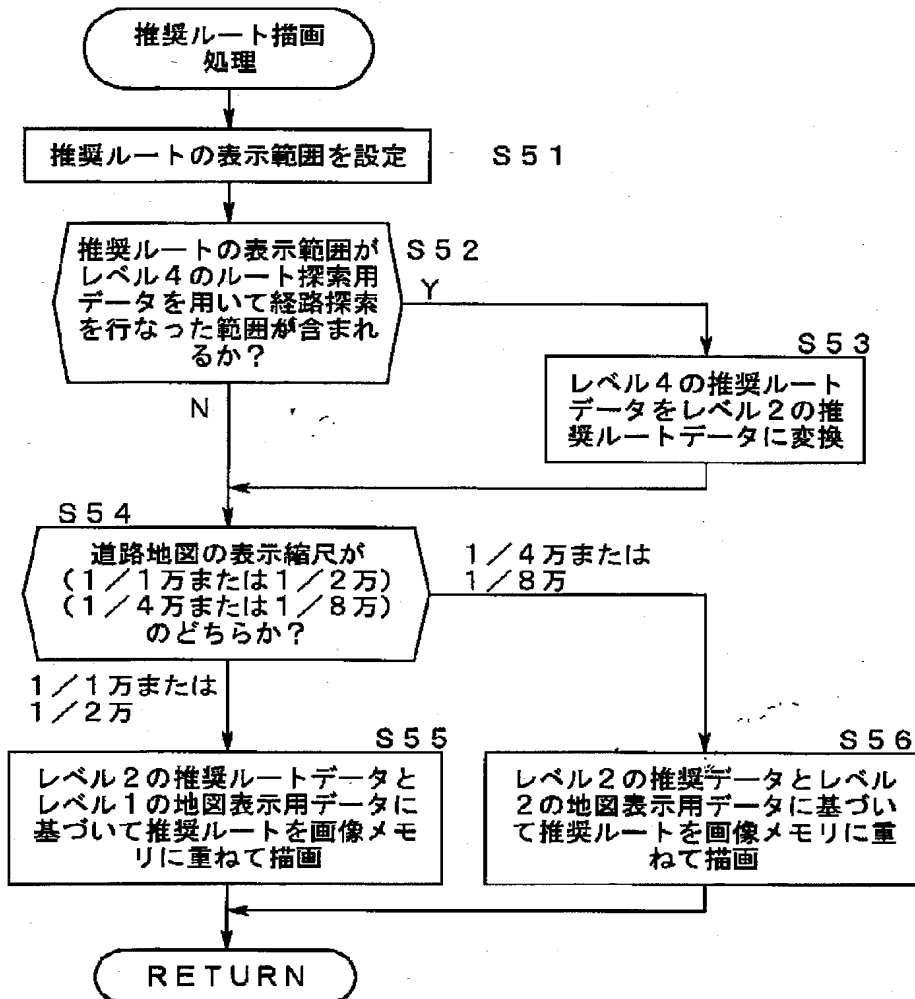 推奨ルート描画
処理
推奨ルートの表示範囲を設定
S51
推奨ルートの表示範囲が
レベル4のルート探索用
データを用いて経路探索
を行なった範囲が含まれ
るか？
S52
Y
N
S53
レベル4の推奨ルート
データをレベル2の推
奨ルートデータに変換
S54
道路地図の表示縮尺が
（1／1万または1／2万）
（1／4万または1／8万）
のどちらか？
1／4万または
1／8万
1／1万または
1／2万
S55
レベル2の推奨ルートデータと
レベル1の地図表示用データに
基づいて推奨ルートを画像メモ
リに重ねて描画
S56
レベル2の推奨データとレベル
2の地図表示用データに基づい
て推奨ルートを画像メモリに重
ねて描画
RETURN